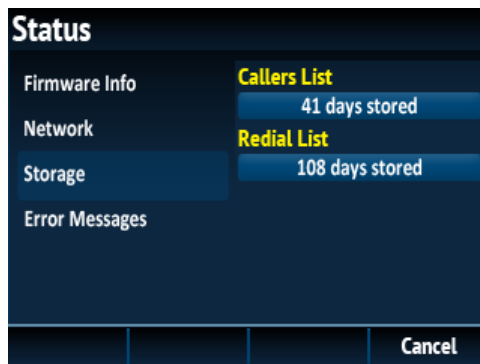 Status
Firmware Info
Network
Storage
Error Messages
Callers List
41 days stored
Redial List
108 days stored
Cancel